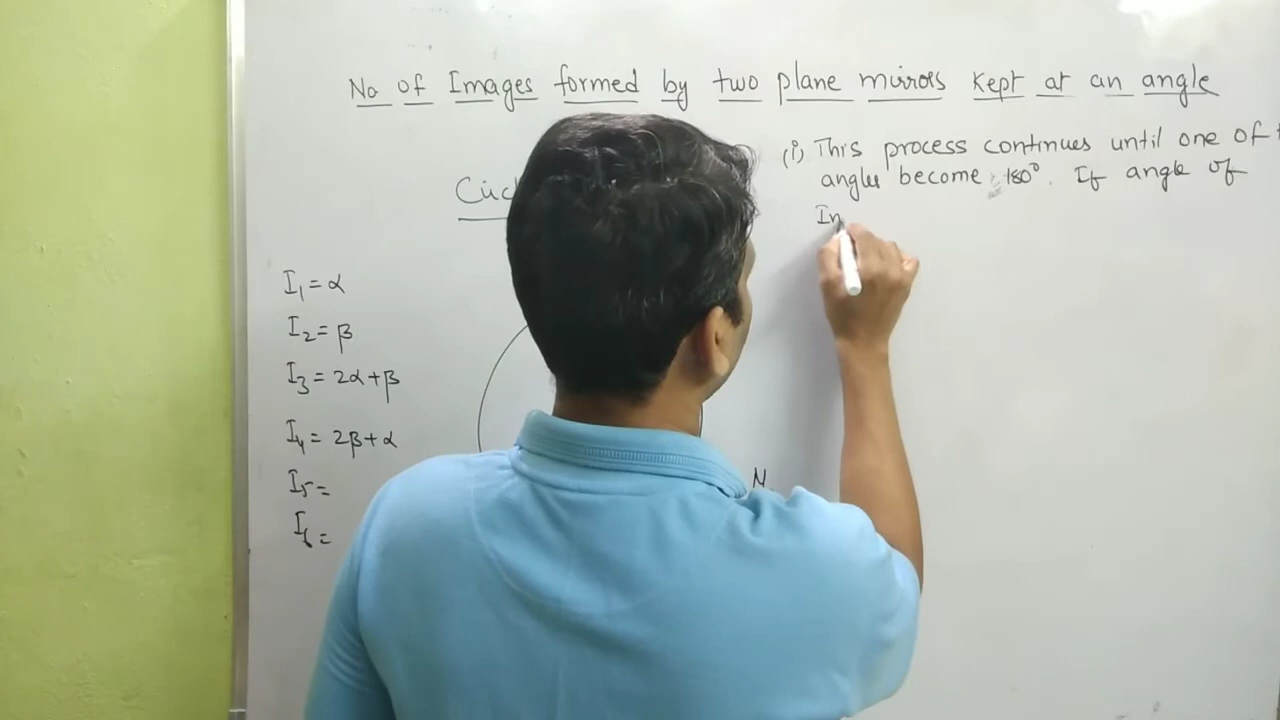 No of Images formed by two plane mirrors kept at an angle
(i) This process continues until one of
angles become 180°. If angle of
In
I₁ = α
I₂ = β
I₃ = 2α + β
I₄ = 2β + α
I₅ =
I₆ =